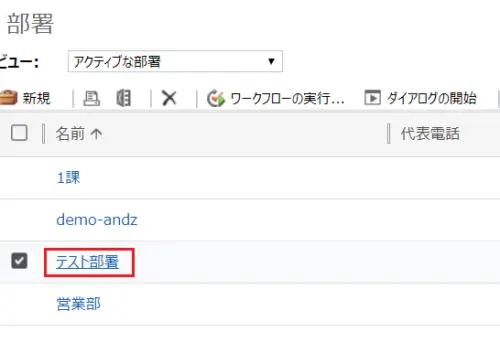 部署
ビュー: アクティブな部署
新規 ワークフローの実行... ダイアログの開始
名前 代表電話
1課
demo-andz
テスト部署
営業部